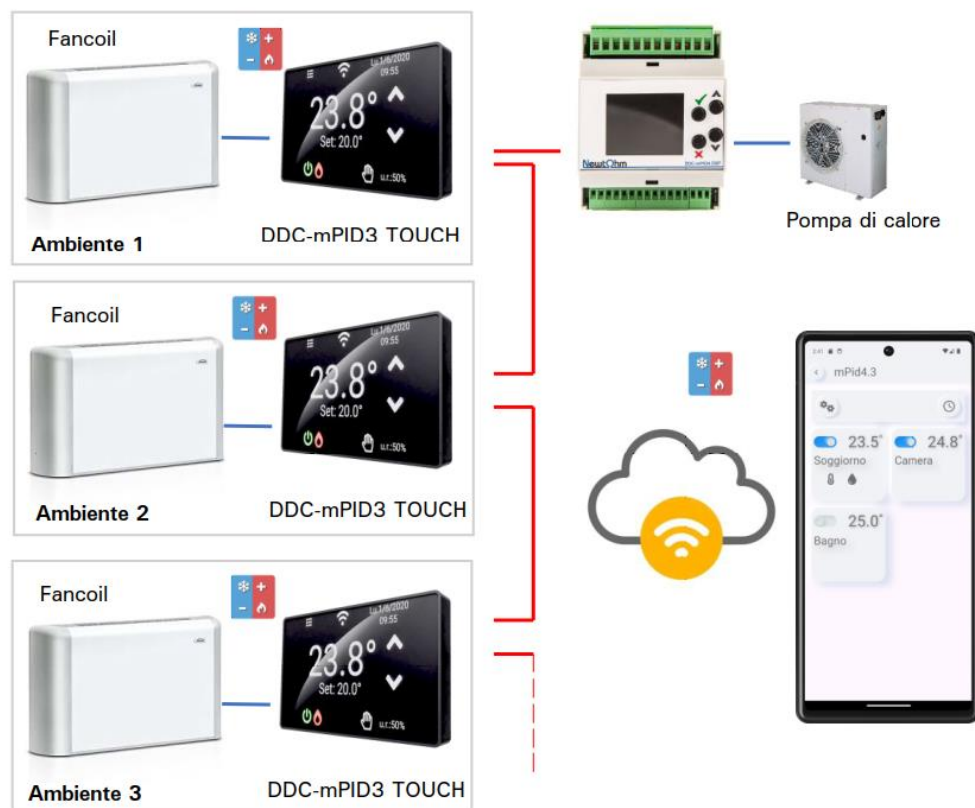 Fancoil
Lu,1/6/2020
09:55
23.8°
Set: 20.0°
u.r.:50%
Ambiente 1
DDC-mPID3 TOUCH
NewtOhm
Pompa di calore
Fancoil
Lu,1/6/2020
09:55
23.8°
Set: 20.0°
u.r.:50%
Ambiente 2
DDC-mPID3 TOUCH
Fancoil
Lu,1/6/2020
09:55
23.8°
Set: 20.0°
u.r.:50%
Ambiente 3
DDC-mPID3 TOUCH
mPid4.3
23.5°
Soggiorno
24.8°
Camera
25.0°
Bagno